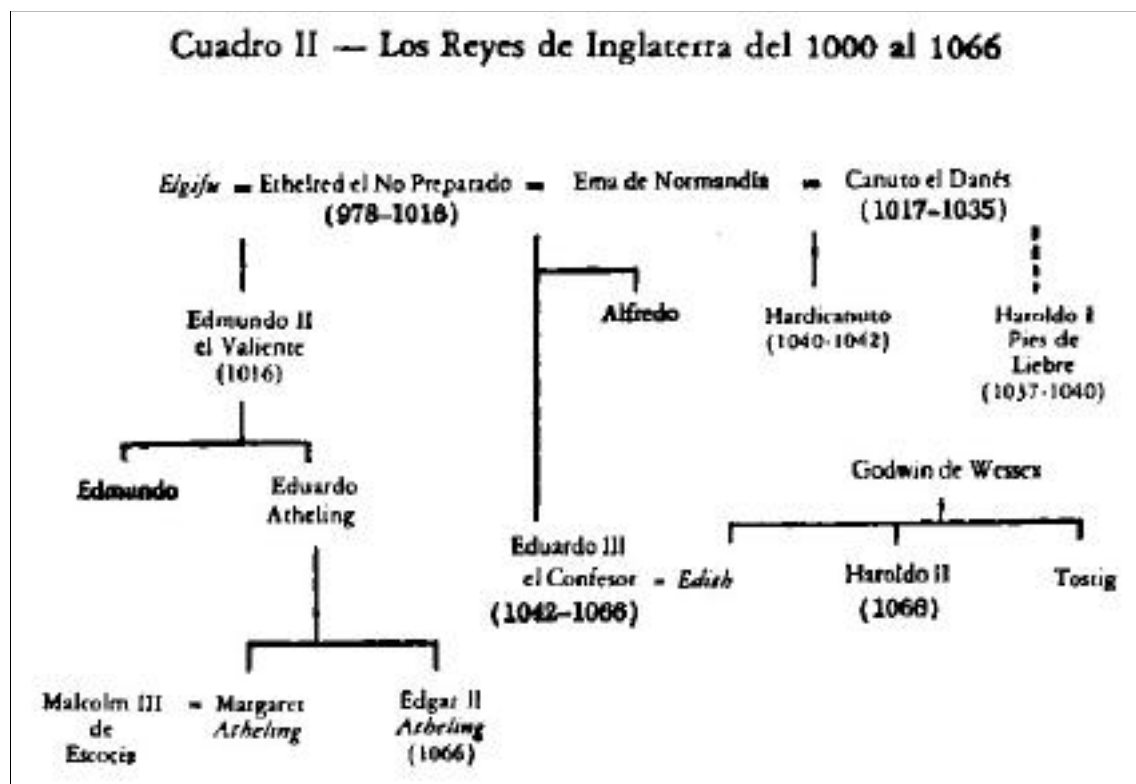 Cuadro II — Los Reyes de Inglaterra del 1000 al 1066
Elgifu = Ethelred el No Preparado = Ema de Normandía = Canuto el Danés
(978–1016) (1017–1035)
Alfredo
Edmundo II
el Valiente
(1016)
Hardicanuto
(1040-1042)
Haroldo I
Pies de
Liebre
(1037-1040)
Edmundo
Eduardo
Atheling
Godwin de Wessex
Eduardo III
el Confesor = Edith
(1042–1066)
Haroldo II
(1066)
Tostig
Malcolm III
de
Escocia
= Margaret
Atheling
Edgar II
Atheling
(1066)